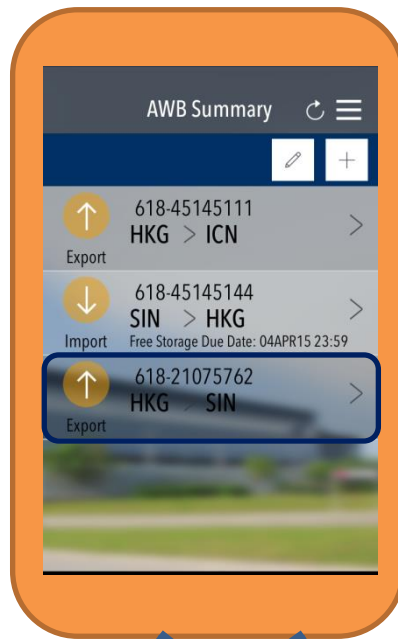 AWB Summary
618-45145111
HKG > ICN
Export
618-45145144
SIN > HKG
Import Free Storage Due Date: 04APR15 23:59
618-21075762
HKG > SIN
Export